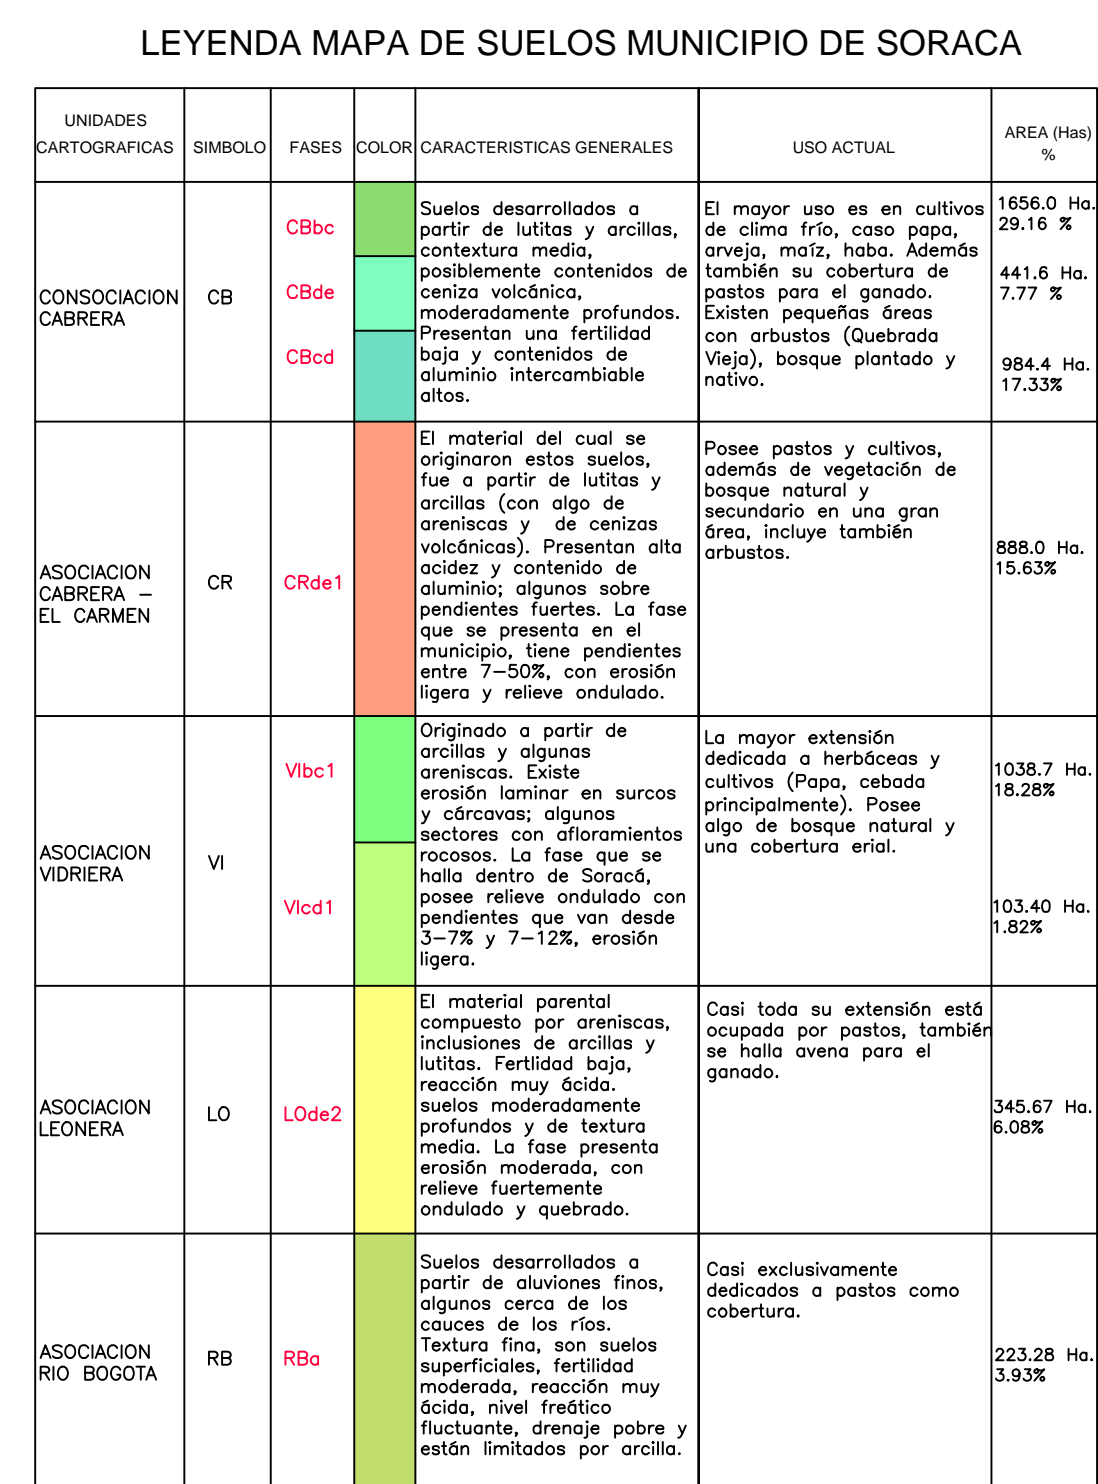 LEYENDA MAPA DE SUELOS MUNICIPIO DE SORACA
UNIDADES
CARTOGRAFICAS
SIMBOLO
FASES
COLOR
CARACTERISTICAS GENERALES
USO ACTUAL
AREA (Has)
%
CONSOCIACION
CABRERA
CB
CBbc
CBde
CBcd
Suelos desarrollados a
partir de lutitas y arcillas,
contextura media,
posiblemente contenidos de
ceniza volcánica,
moderadamente profundos.
Presentan una fertilidad
baja y contenidos de
aluminio intercambiable
altos.
El mayor uso es en cultivos
de clima frío, caso papa,
arveja, maíz, haba. Además
también su cobertura de
pastos para el ganado.
Existen pequeñas áreas
con arbustos (Quebrada
Vieja), bosque plantado y
nativo.
1656.0 Ha.
29.16 %
441.6 Ha.
7.77 %
984.4 Ha.
17.33%
ASOCIACION
CABRERA –
EL CARMEN
CR
CRde1
El material del cual se
originaron estos suelos,
fue a partir de lutitas y
arcillas (con algo de
areniscas y de cenizas
volcánicas). Presentan alta
acidez y contenido de
aluminio; algunos sobre
pendientes fuertes. La fase
que se presenta en el
municipio, tiene pendientes
entre 7–50%, con erosión
ligera y relieve ondulado.
Posee pastos y cultivos,
además de vegetación de
bosque natural y
secundario en una gran
área, incluye también
arbustos.
888.0 Ha.
15.63%
ASOCIACION
VIDRIERA
VI
VIbc1
VIcd1
Originado a partir de
arcillas y algunas
areniscas. Existe
erosión laminar en surcos
y cárcavas; algunos
sectores con afloramientos
rocosos. La fase que se
halla dentro de Soracá,
posee relieve ondulado con
pendientes que van desde
3–7% y 7–12%, erosión
ligera.
La mayor extensión
dedicada a herbáceas y
cultivos (Papa, cebada
principalmente). Posee
algo de bosque natural y
una cobertura erial.
1038.7 Ha.
18.28%
103.40 Ha.
1.82%
ASOCIACION
LEONERA
LO
LOde2
El material parental
compuesto por areniscas,
inclusiones de arcillas y
lutitas. Fertlidad baja,
reacción muy ácida.
suelos moderadamente
profundos y de textura
media. La fase presenta
erosión moderada, con
relieve fuertemente
ondulado y quebrado.
Casi toda su extensión está
ocupada por pastos, también
se halla avena para el
ganado.
345.67 Ha.
6.08%
ASOCIACION
RIO BOGOTA
RB
RBa
Suelos desarrollados a
partir de aluviones finos,
algunos cerca de los
cauces de los ríos.
Textura fina, son suelos
superficiales, fertilidad
moderada, reacción muy
ácida, nivel freático
fluctuante, drenaje pobre y
están limitados por arcilla.
Casi exclusivamente
dedicados a pastos como
cobertura.
223.28 Ha.
3.93%